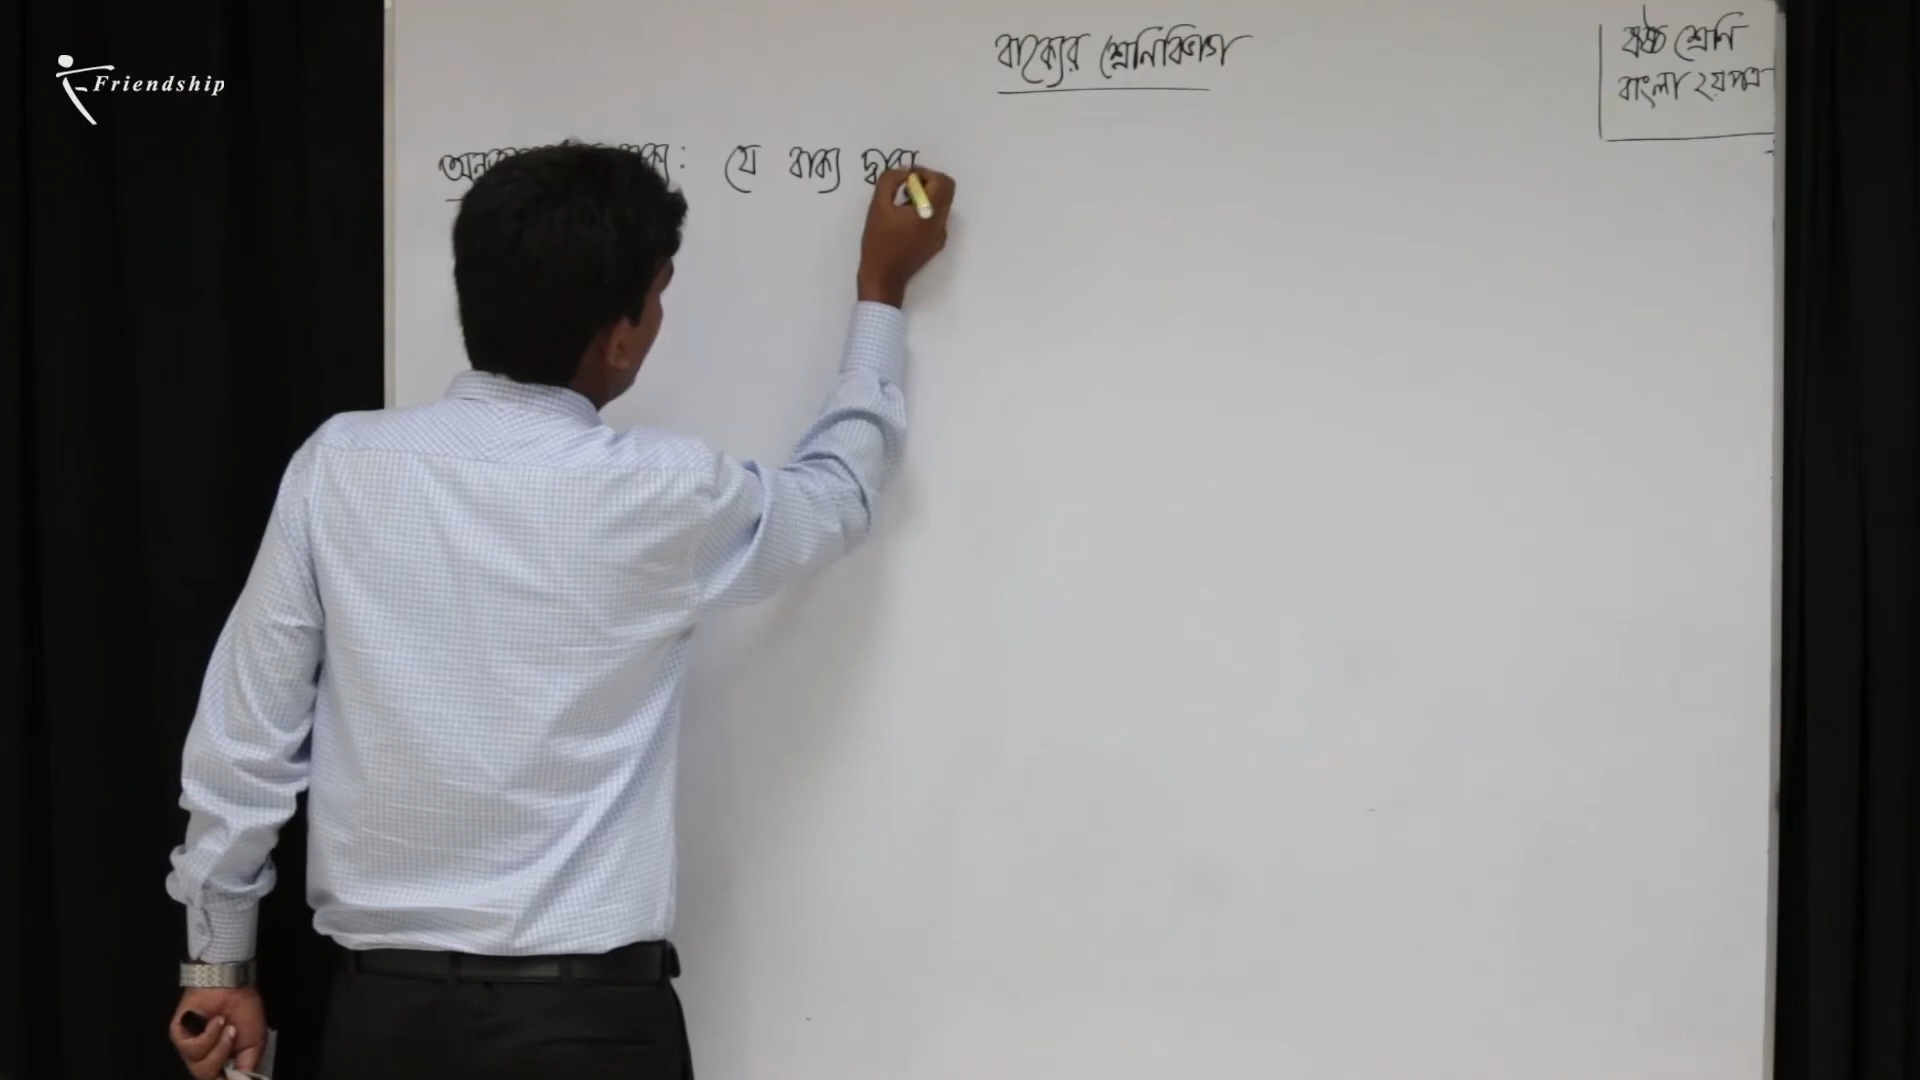 Friendship
বাক্যের শ্রেণিবিভাগ
ষষ্ঠ শ্রেণি
বাংলা ২য় পত্র
: যে বাক্য দ্বারা